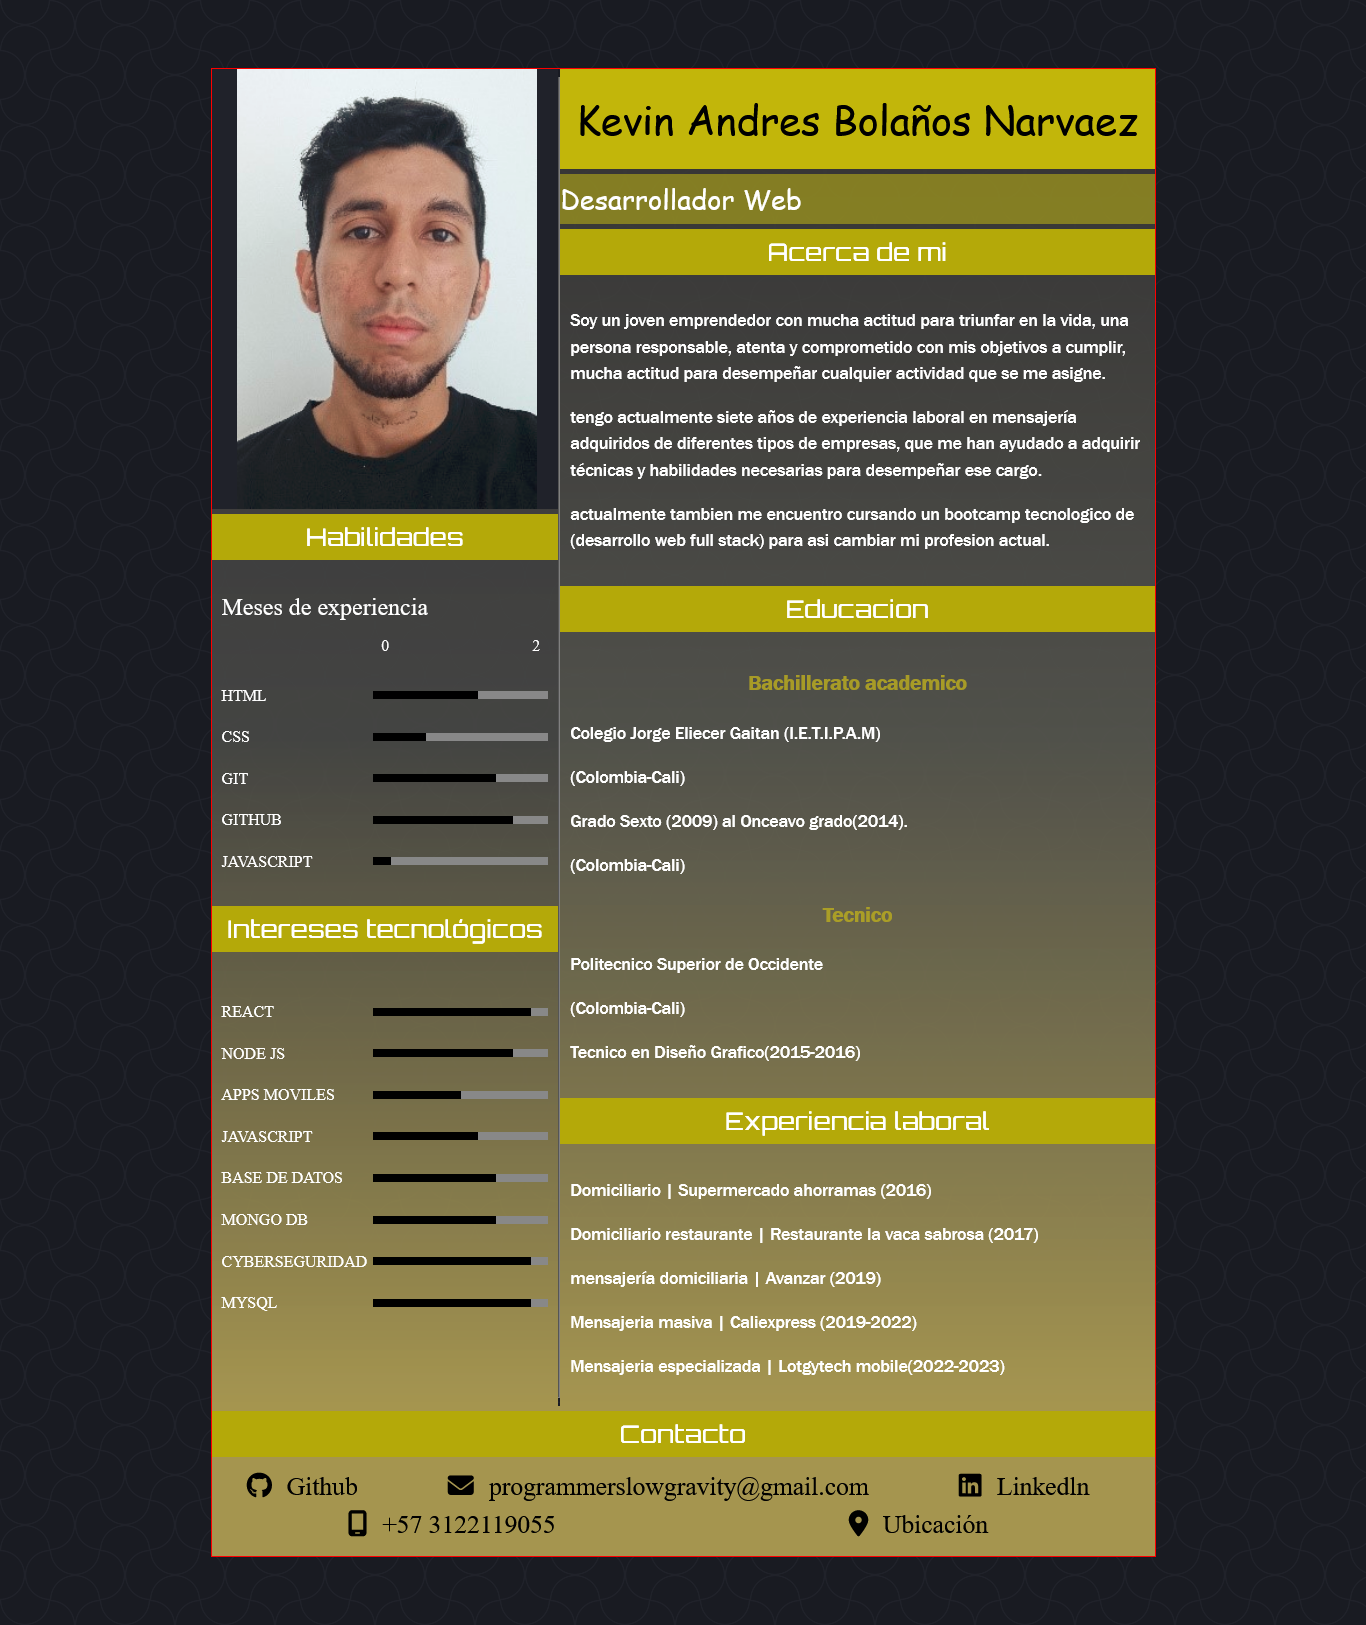 Kevin Andres Bolaños Narvaez
Desarrollador Web
Acerca de mi
Soy un joven emprendedor con mucha actitud para triunfar en la vida, una
persona responsable, atenta y comprometido con mis objetivos a cumplir,
mucha actitud para desempeñar cualquier actividad que se me asigne.
tengo actualmente siete años de experiencia laboral en mensajería
adquiridos de diferentes tipos de empresas, que me han ayudado a adquirir
técnicas y habilidades necesarias para desempeñar ese cargo.
actualmente tambien me encuentro cursando un bootcamp tecnologico de
(desarrollo web full stack) para asi cambiar mi profesion actual.
Habilidades
Meses de experiencia
0 2
HTML
CSS
GIT
GITHUB
JAVASCRIPT
Intereses tecnológicos
REACT
NODE JS
APPS MOVILES
JAVASCRIPT
BASE DE DATOS
MONGO DB
CYBERSEGURIDAD
MYSQL
Educacion
Bachillerato academico
Colegio Jorge Eliecer Gaitan (I.E.T.I.P.A.M)
(Colombia-Cali)
Grado Sexto (2009) al Onceavo grado(2014).
(Colombia-Cali)
Tecnico
Politecnico Superior de Occidente
(Colombia-Cali)
Tecnico en Diseño Grafico(2015-2016)
Experiencia laboral
Domiciliario | Supermercado ahorramas (2016)
Domiciliario restaurante | Restaurante la vaca sabrosa (2017)
mensajería domiciliaria | Avanzar (2019)
Mensajeria masiva | Caliexpress (2019-2022)
Mensajeria especializada | Lotgytech mobile(2022-2023)
Contacto
Github programmerslowgravity@gmail.com Linkedln
+57 3122119055 Ubicación